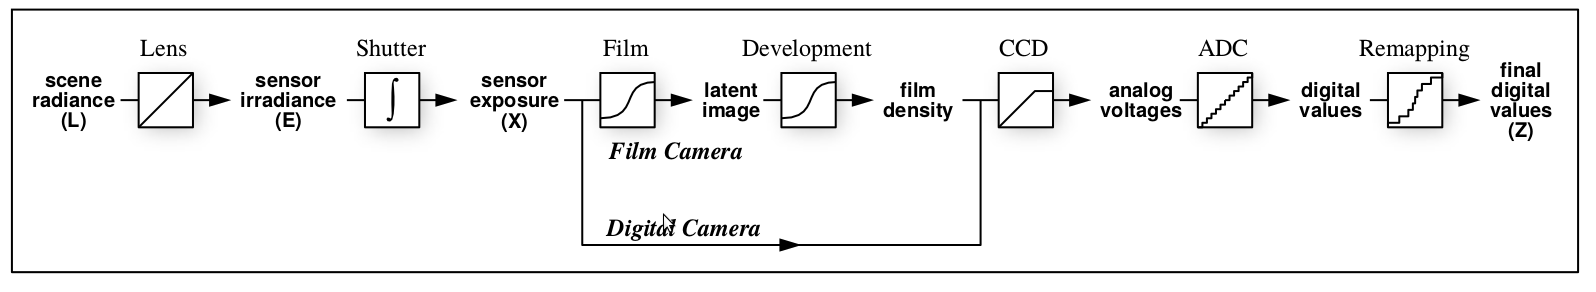 Lens
Shutter
Film
Development
CCD
ADC
Remapping
scene
radiance
(L)
sensor
irradiance
(E)
∫
sensor
exposure
(X)
latent
image
film
density
analog
voltages
digital
values
final
digital
values
(Z)
Film Camera
Digital Camera